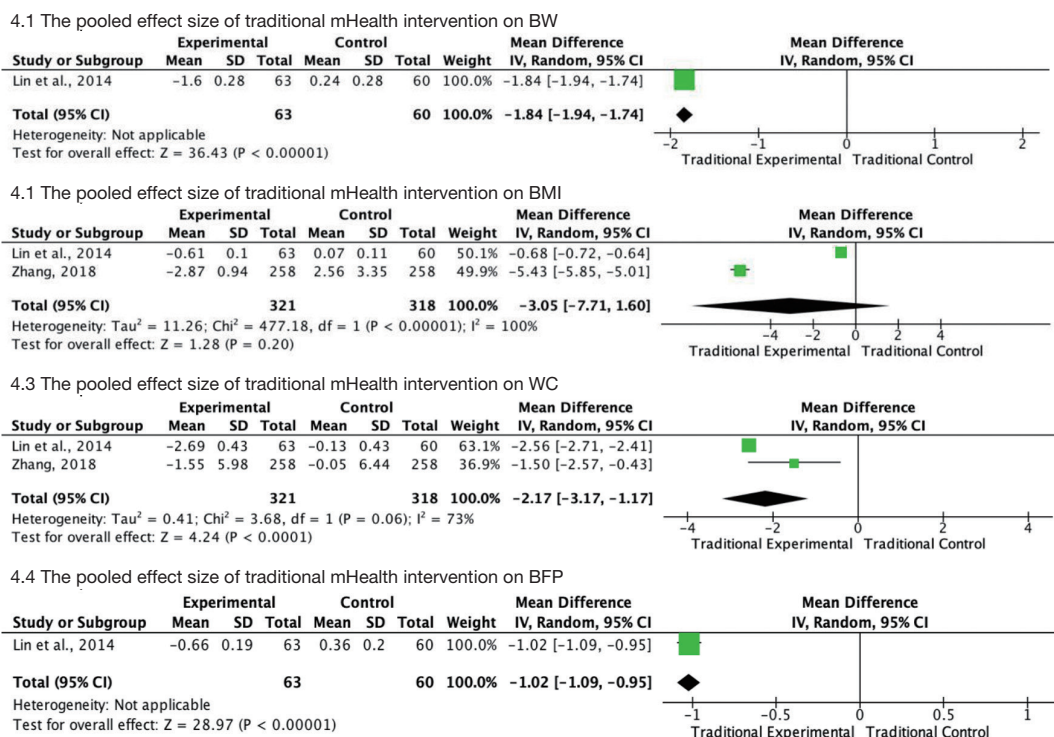 4.1 The pooled effect size of traditional mHealth intervention on BW
Experimental Control Mean Difference Mean Difference
Study or Subgroup Mean SD Total Mean SD Total Weight IV, Random, 95% CI IV, Random, 95% CI
Lin et al., 2014 −1.6 0.28 63 0.24 0.28 60 100.0% −1.84 [−1.94, −1.74]
Total (95% CI) 63 60 100.0% −1.84 [−1.94, −1.74]
Heterogeneity: Not applicable
Test for overall effect: Z = 36.43 (P < 0.00001)
−2 −1 0 1 2
Traditional Experimental Traditional Control
4.1 The pooled effect size of traditional mHealth intervention on BMI
Experimental Control Mean Difference Mean Difference
Study or Subgroup Mean SD Total Mean SD Total Weight IV, Random, 95% CI IV, Random, 95% CI
Lin et al., 2014 −0.61 0.1 63 0.07 0.11 60 50.1% −0.68 [−0.72, −0.64]
Zhang, 2018 −2.87 0.94 258 2.56 3.35 258 49.9% −5.43 [−5.85, −5.01]
Total (95% CI) 321 318 100.0% −3.05 [−7.71, 1.60]
Heterogeneity: Tau² = 11.26; Chi² = 477.18, df = 1 (P < 0.00001); I² = 100%
Test for overall effect: Z = 1.28 (P = 0.20)
−4 −2 0 2 4
Traditional Experimental Traditional Control
4.3 The pooled effect size of traditional mHealth intervention on WC
Experimental Control Mean Difference Mean Difference
Study or Subgroup Mean SD Total Mean SD Total Weight IV, Random, 95% CI IV, Random, 95% CI
Lin et al., 2014 −2.69 0.43 63 −0.13 0.43 60 63.1% −2.56 [−2.71, −2.41]
Zhang, 2018 −1.55 5.98 258 −0.05 6.44 258 36.9% −1.50 [−2.57, −0.43]
Total (95% CI) 321 318 100.0% −2.17 [−3.17, −1.17]
Heterogeneity: Tau² = 0.41; Chi² = 3.68, df = 1 (P = 0.06); I² = 73%
Test for overall effect: Z = 4.24 (P < 0.0001)
−4 −2 0 2 4
Traditional Experimental Traditional Control
4.4 The pooled effect size of traditional mHealth intervention on BFP
Experimental Control Mean Difference Mean Difference
Study or Subgroup Mean SD Total Mean SD Total Weight IV, Random, 95% CI IV, Random, 95% CI
Lin et al., 2014 −0.66 0.19 63 0.36 0.2 60 100.0% −1.02 [−1.09, −0.95]
Total (95% CI) 63 60 100.0% −1.02 [−1.09, −0.95]
Heterogeneity: Not applicable
Test for overall effect: Z = 28.97 (P < 0.00001)
−1 −0.5 0 0.5 1
Traditional Experimental Traditional Control